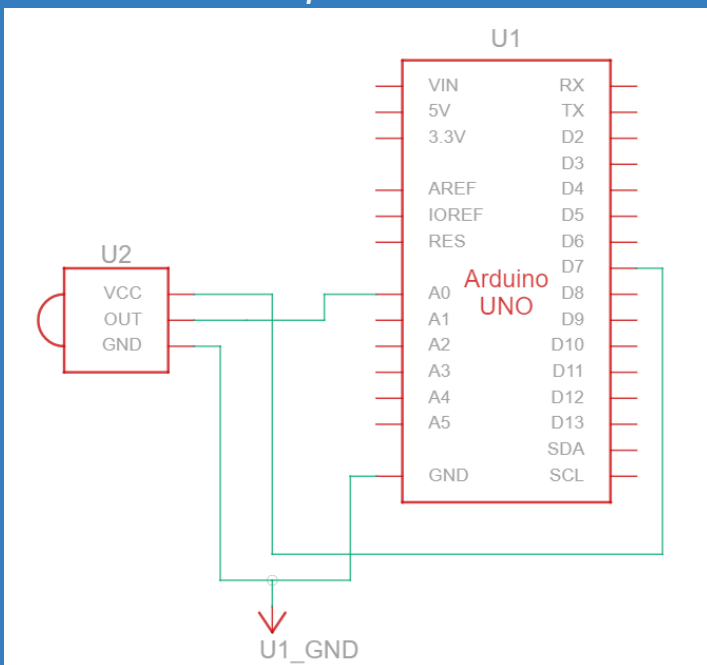 U1
VIN
5V
3.3V
AREF
IOREF
RES
A0
A1
A2
A3
A4
A5
GND
Arduino
UNO
RX
TX
D2
D3
D4
D5
D6
D7
D8
D9
D10
D11
D12
D13
SDA
SCL
U2
VCC
OUT
GND
U1_GND